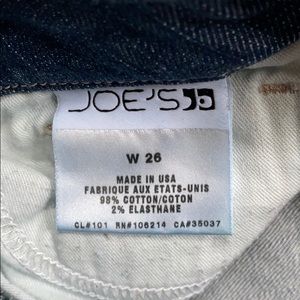 JOE'S
W 26
MADE IN USA
FABRIQUE AUX ETATS-UNIS
98% COTTON/COTON
2% ELASTHANE
CL#101 RN#106214 CA#35037